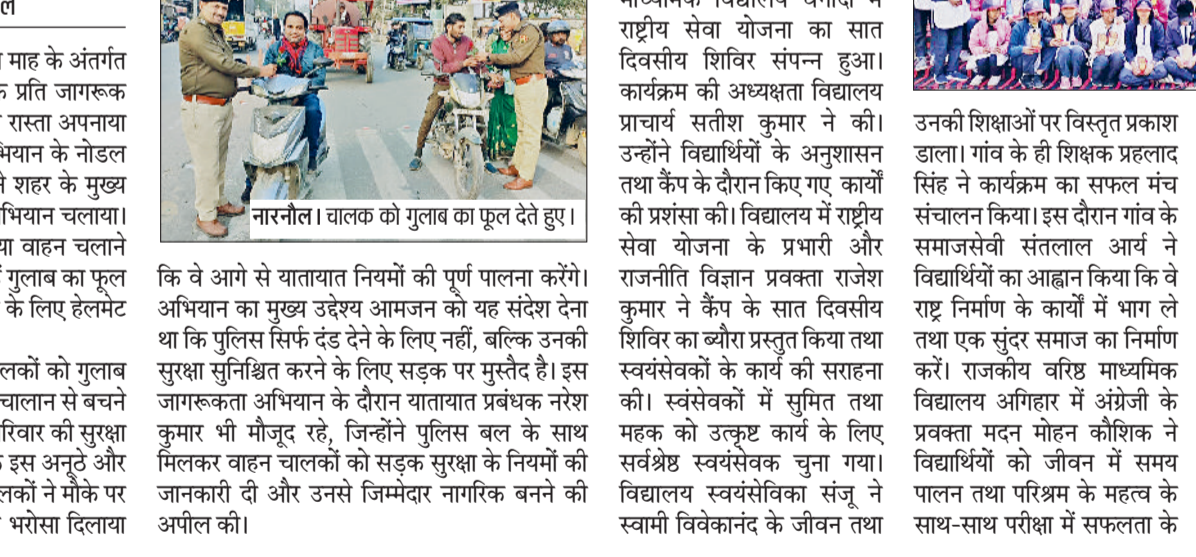 माह के अंतर्गत
प्रति जागरूक
रास्ता अपनाया
के नोडल
शहर के मुख्य
चलाया।
वाहन चलाने
गुलाब का फूल
के लिए हेलमेट
को गुलाब
चालान से बचने
की सुरक्षा
इस अनूठे और
ने मौके पर
भरोसा दिलाया
नारनौल। चालक को गुलाब का फूल देते हुए।
कि वे आगे से यातायात नियमों की पूर्ण पालना करेंगे।
अभियान का मुख्य उद्देश्य आमजन को यह संदेश देना
था कि पुलिस सिर्फ दंड देने के लिए नहीं, बल्कि उनकी
सुरक्षा सुनिश्चित करने के लिए सड़क पर मुस्तैद है। इस
जागरूकता अभियान के दौरान यातायात प्रबंधक नरेश
कुमार भी मौजूद रहे, जिन्होंने पुलिस बल के साथ
मिलकर वाहन चालकों को सड़क सुरक्षा के नियमों की
जानकारी दी और उनसे जिम्मेदार नागरिक बनने की
अपील की।
राष्ट्रीय सेवा योजना का सात
दिवसीय शिविर संपन्न हुआ।
कार्यक्रम की अध्यक्षता विद्यालय
प्राचार्य सतीश कुमार ने की।
उन्होंने विद्यार्थियों के अनुशासन
तथा कैंप के दौरान किए गए कार्यों
की प्रशंसा की। विद्यालय में राष्ट्रीय
सेवा योजना के प्रभारी और
राजनीति विज्ञान प्रवक्ता राजेश
कुमार ने कैंप के सात दिवसीय
शिविर का ब्यौरा प्रस्तुत किया तथा
स्वयंसेवकों के कार्य की सराहना
की। स्वंसेवकों में सुमित तथा
महक को उत्कृष्ट कार्य के लिए
सर्वश्रेष्ठ स्वयंसेवक चुना गया।
विद्यालय स्वयंसेविका संजू ने
स्वामी विवेकानंद के जीवन तथा
उनकी शिक्षाओं पर विस्तृत प्रकाश
डाला। गांव के ही शिक्षक प्रहलाद
सिंह ने कार्यक्रम का सफल मंच
संचालन किया। इस दौरान गांव के
समाजसेवी संतलाल आर्य ने
विद्यार्थियों का आह्वान किया कि वे
राष्ट्र निर्माण के कार्यों में भाग ले
तथा एक सुंदर समाज का निर्माण
करें। राजकीय वरिष्ठ माध्यमिक
विद्यालय अगिहार में अंग्रेजी के
प्रवक्ता मदन मोहन कौशिक ने
विद्यार्थियों को जीवन में समय
पालन तथा परिश्रम के महत्व के
साथ-साथ परीक्षा में सफलता के